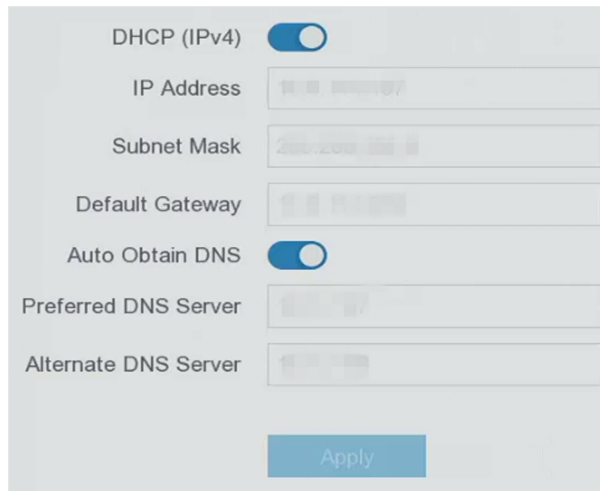 DHCP (IPv4)
IP Address
Subnet Mask
Default Gateway
Auto Obtain DNS
Preferred DNS Server
Alternate DNS Server
Apply